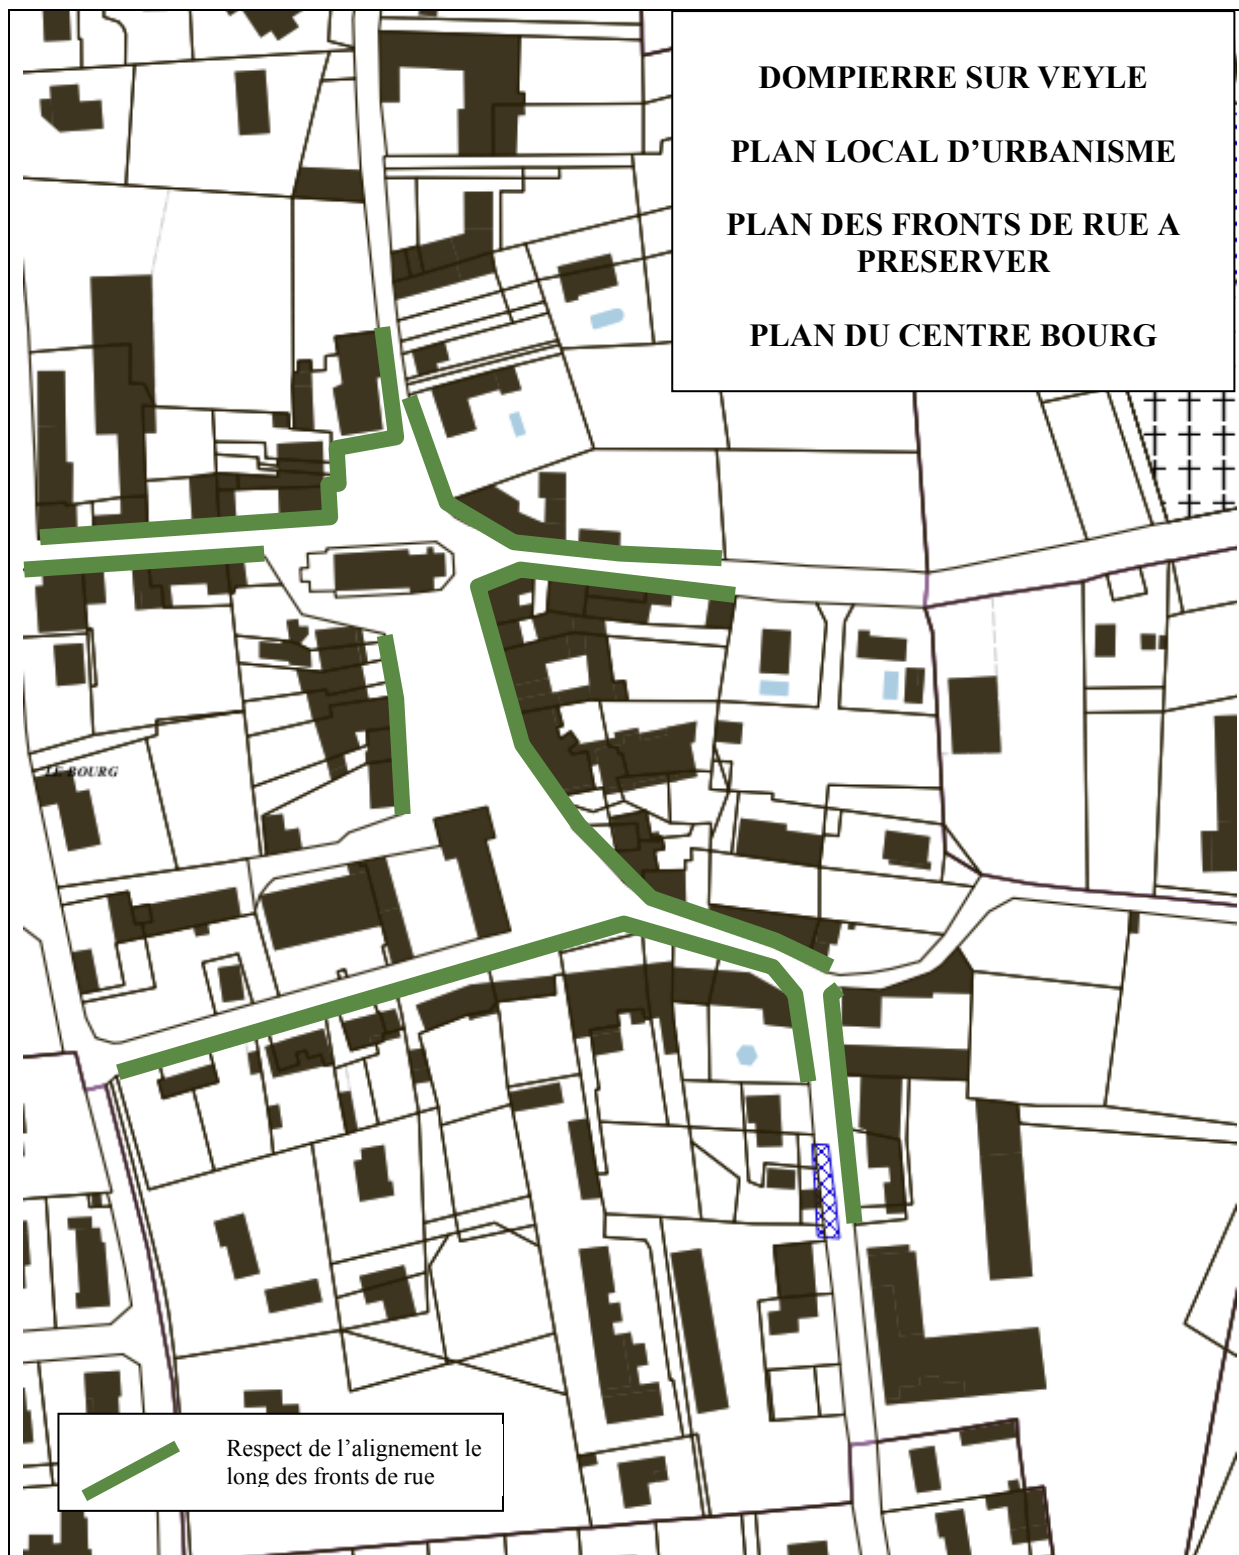 DOMPIERRE SUR VEYLE
PLAN LOCAL D'URBANISME
PLAN DES FRONTS DE RUE A
PRESERVER
PLAN DU CENTRE BOURG
LE BOURG
Respect de l'alignement le
long des fronts de rue